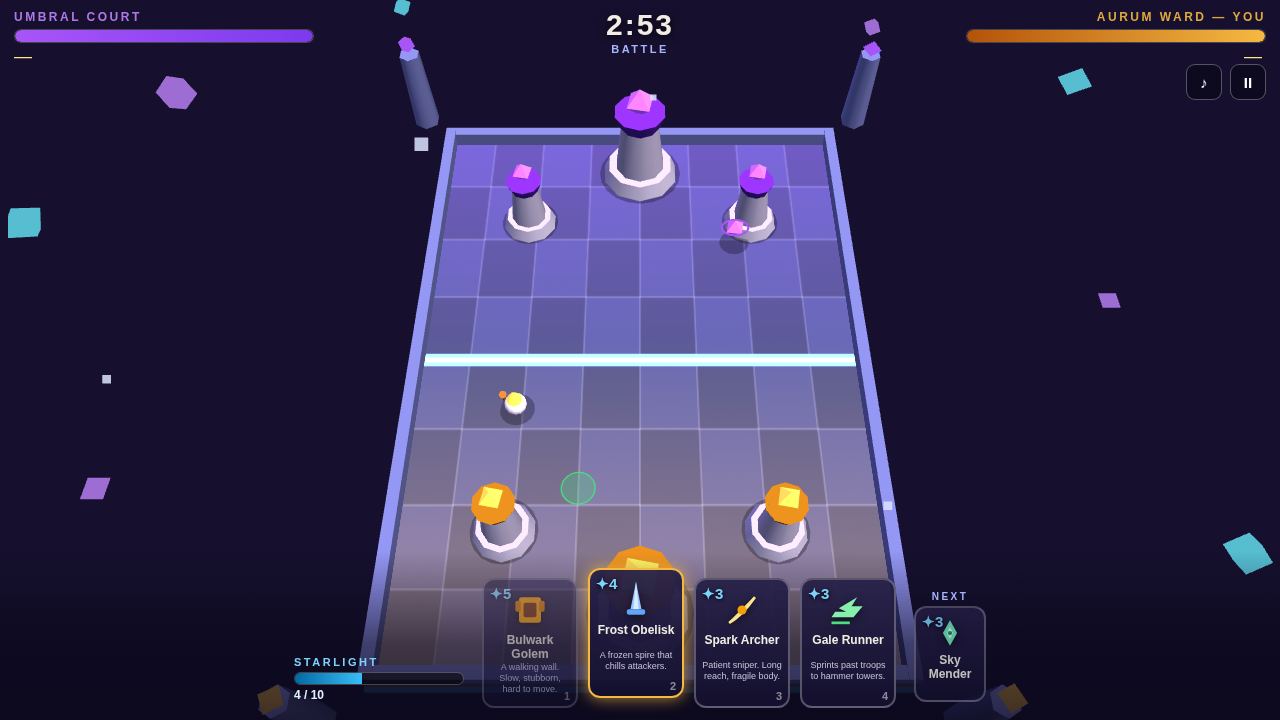 UMBRAL COURT
—
2:53
BATTLE
AURUM WARD — YOU
—
♪
STARLIGHT
4 / 10
✦5
Bulwark
Golem
A walking wall.
Slow, stubborn,
hard to move.
1
✦4
Frost Obelisk
A frozen spire that
chills attackers.
2
✦3
Spark Archer
Patient sniper. Long
reach, fragile body.
3
✦3
Gale Runner
Sprints past troops
to hammer towers.
4
NEXT
✦3
Sky
Mender